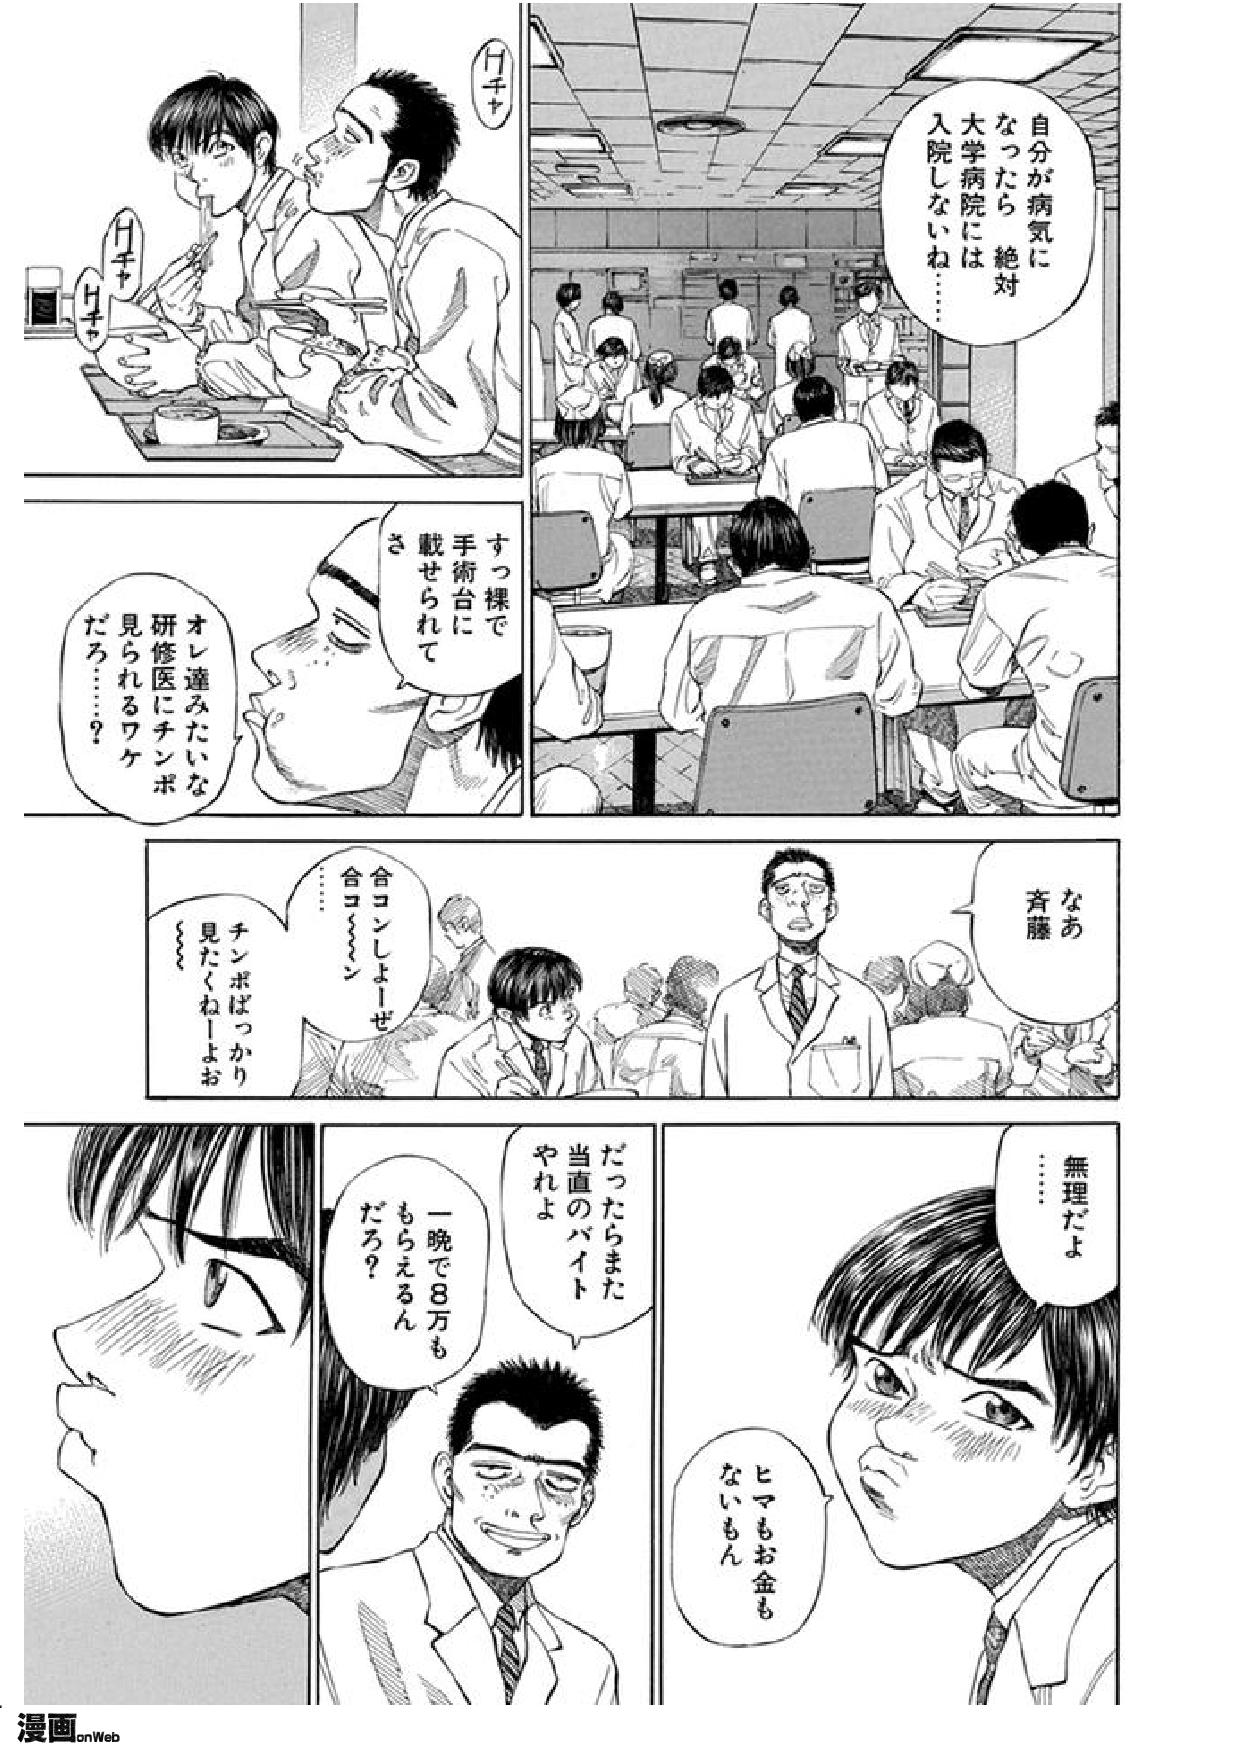 自分が病気に
なったら 絶対
大学病院には
入院しないね……
クチャ
クチャ
クチャ
すっ裸で
手術台に
載せられて
さ
オレ達みたいな
研修医にチンポ
見られるワケ
だろ………？
なあ
斉藤
合コンしよーぜ
合コ〜〜〜ン
……
チンポばっかり
見たくねーよお
〜〜〜〜
無理だよ
……
ヒマもお金も
ないもん
だったらまた
当直のバイト
やれよ
一晩で8万も
もらえるん
だろ？
漫画onWeb